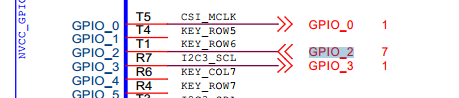 NVCC_GPIO
GPIO_0 T5 CSI_MCLK GPIO_0 1
GPIO_1 T4 KEY_ROW5
GPIO_2 T1 KEY_ROW6 GPIO_2 7
GPIO_3 R7 I2C3_SCL GPIO_3 1
GPIO_4 R6 KEY_COL7
GPIO_5 R4 KEY_ROW7